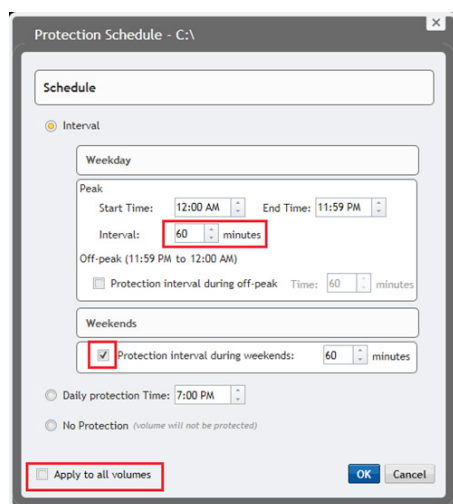 Protection Schedule - C:\
Schedule
Interval
Weekday
Peak
Start Time: 12:00 AM End Time: 11:59 PM
Interval: 60 minutes
Off-peak (11:59 PM to 12:00 AM)
Protection interval during off-peak Time: 60 minutes
Weekends
Protection interval during weekends: 60 minutes
Daily protection Time: 7:00 PM
No Protection (volume will not be protected)
Apply to all volumes OK Cancel